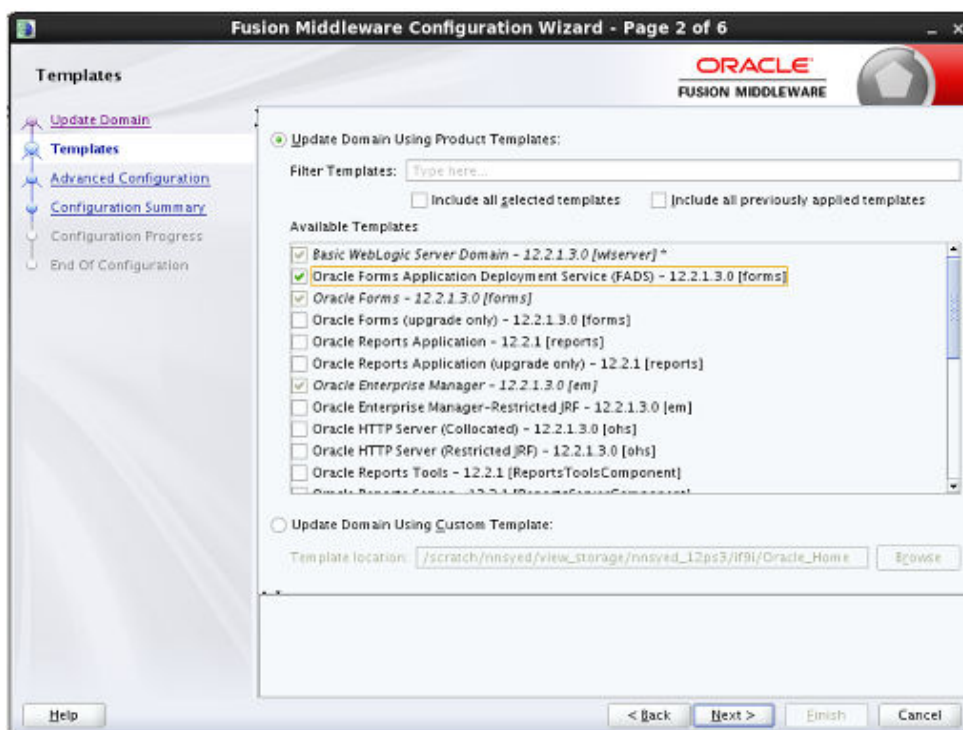 Fusion Middleware Configuration Wizard - Page 2 of 6
Templates
ORACLE
FUSION MIDDLEWARE
Update Domain
Templates
Advanced Configuration
Configuration Summary
Configuration Progress
End Of Configuration
Update Domain Using Product Templates:
Filter Templates: Type here...
Include all selected templates Include all previously applied templates
Available Templates
Basic WebLogic Server Domain - 12.2.1.3.0 [wlserver] *
Oracle Forms Application Deployment Service (FADS) - 12.2.1.3.0 [forms]
Oracle Forms - 12.2.1.3.0 [forms]
Oracle Forms (upgrade only) - 12.2.1.3.0 [forms]
Oracle Reports Application - 12.2.1 [reports]
Oracle Reports Application (upgrade only) - 12.2.1 [reports]
Oracle Enterprise Manager - 12.2.1.3.0 [em]
Oracle Enterprise Manager-Restricted JRF - 12.2.1.3.0 [em]
Oracle HTTP Server (Collocated) - 12.2.1.3.0 [ohs]
Oracle HTTP Server (Restricted JRF) - 12.2.1.3.0 [ohs]
Oracle Reports Tools - 12.2.1 [ReportsToolsComponent]
Oracle Reports Server - 12.2.1 [ReportsServerComponent]
Update Domain Using Custom Template:
Template location: /scratch/nnsyed/view_storage/nnsyed_12ps3/if9i/Oracle_Home Browse
Help < Back Next > Finish Cancel